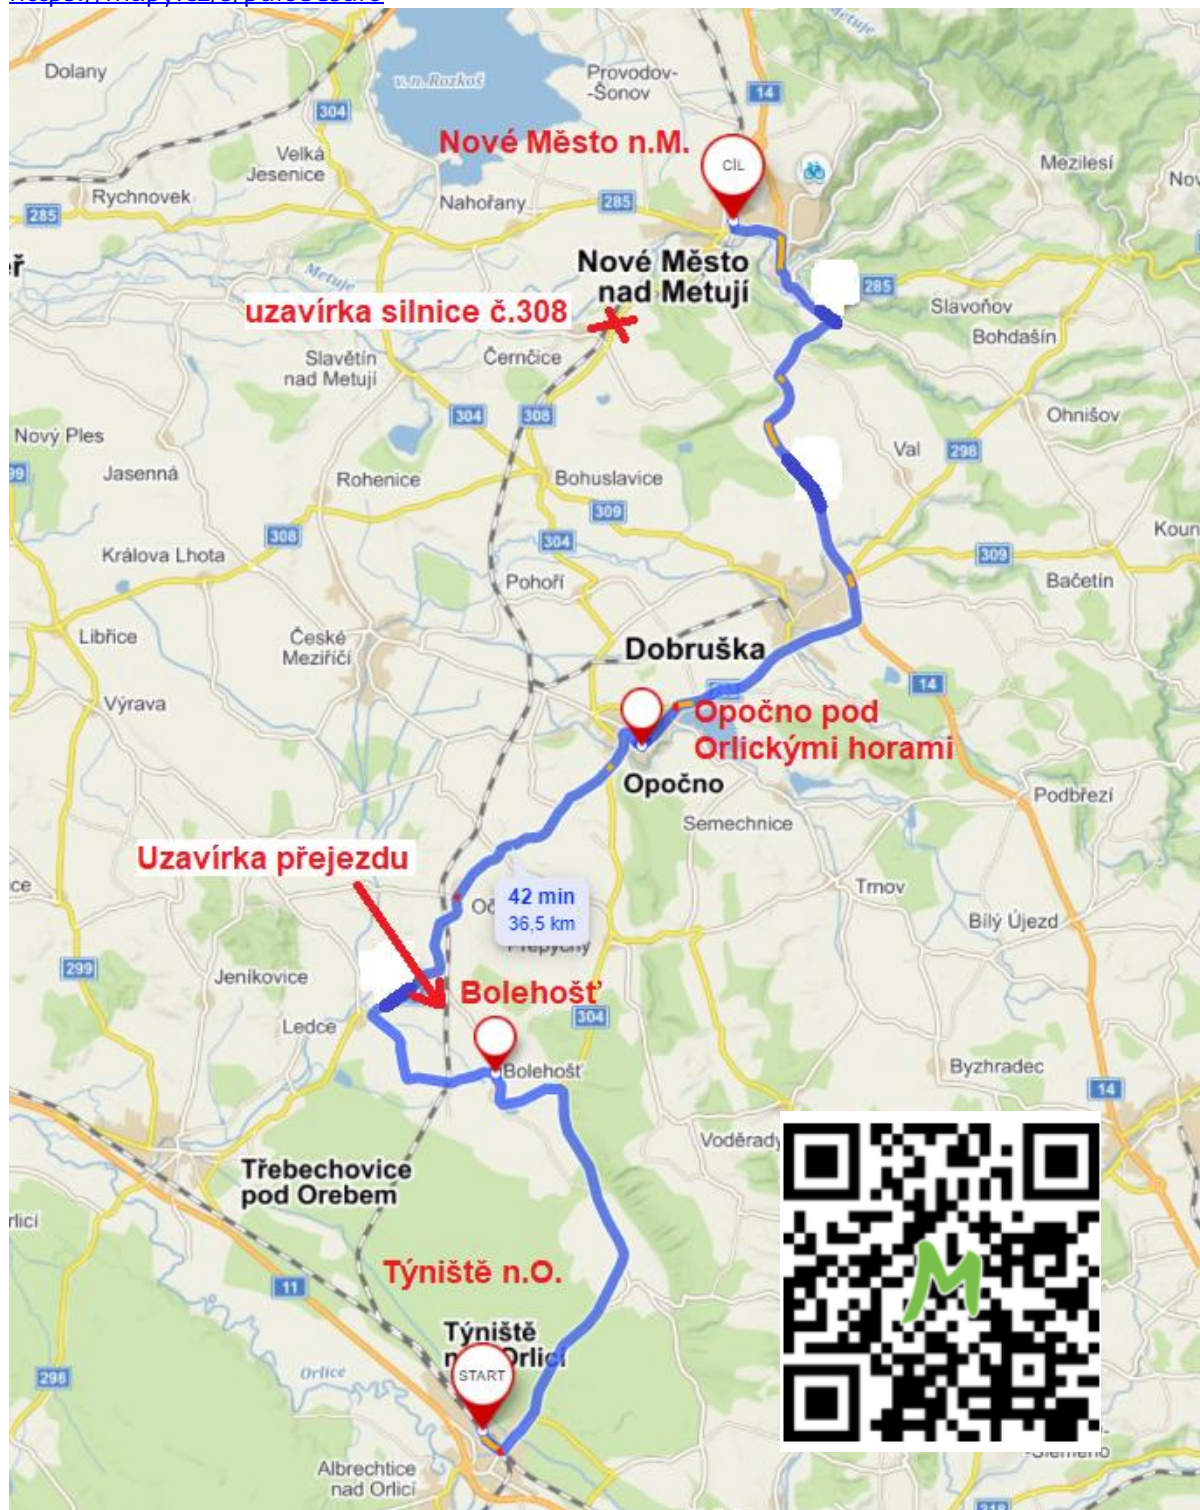 Metuje
Dolany
v. n. Rozkoš
Provodov-
-Šonov
14
304
Nové Město n.M.
CÍL
Velká
Jesenice
Mezilesí
Rychnovek
Nahořany
285
285
Nové Město
nad Metují
Metuje
285
uzavírka silnice č.308
Slavoňov
Bohdašín
Slavětín
nad Metují
Černčice
304
308
Ohnišov
Nový Ples
Val
298
Jasenná
Rohenice
Bohuslavice
309
308
304
Králova Lhota
309
Pohoří
Bačetín
Libřice
České
Meziříčí
Dobruška
14
Výrava
Opočno pod
Orlickými horami
Opočno
Podbřezí
Semechnice
Uzavírka přejezdu
Trnov
42 min
36,5 km
Bílý Újezd
299
Jeníkovice
Bolehošť
304
Ledce
Bolehošť
Byzhradec
14
Voděrady
Třebechovice
pod Orebem
Týniště n.O.
11
Týniště
Orlicí
START
Orlice
298
M
Albrechtice
nad Orlicí
318